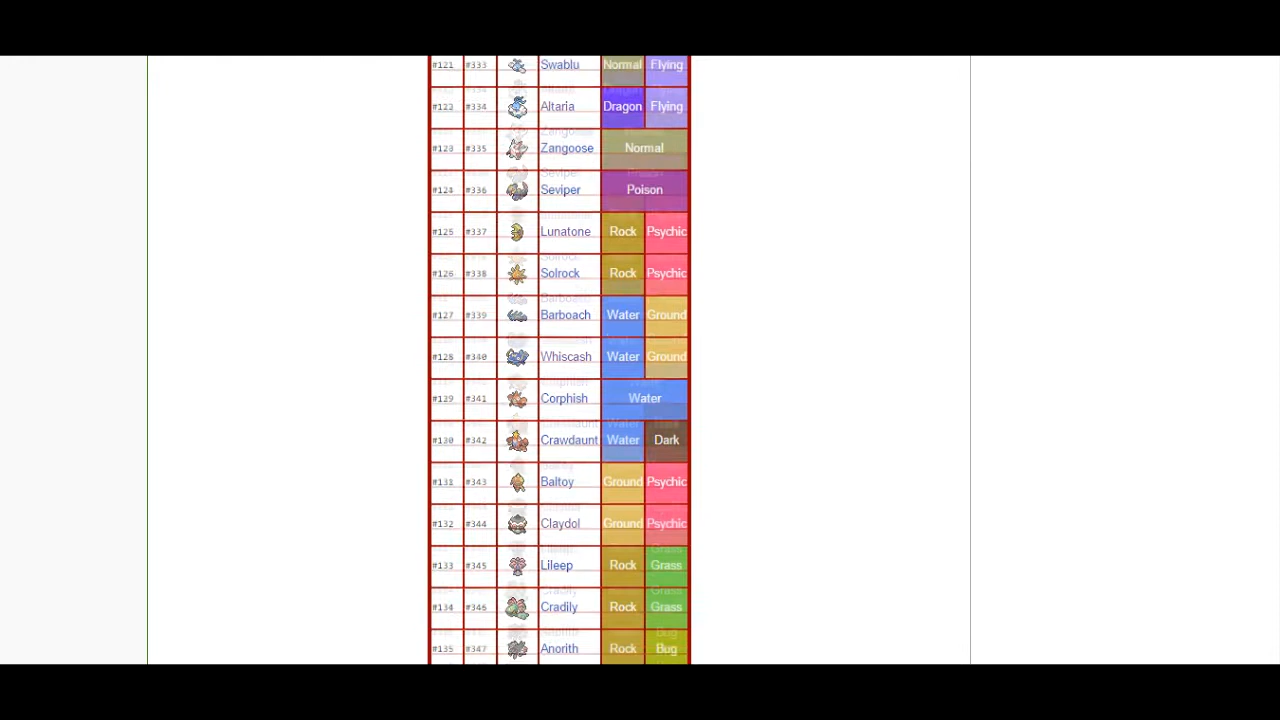 #121 #333 Swablu Normal Flying
#122 #334 Altaria Dragon Flying
#123 #335 Zangoose Normal
#124 #336 Seviper Poison
#125 #337 Lunatone Rock Psychic
#126 #338 Solrock Rock Psychic
#127 #339 Barboach Water Ground
#128 #340 Whiscash Water Ground
#129 #341 Corphish Water
#130 #342 Crawdaunt Water Dark
#131 #343 Baltoy Ground Psychic
#132 #344 Claydol Ground Psychic
#133 #345 Lileep Rock Grass
#134 #346 Cradily Rock Grass
#135 #347 Anorith Rock Bug